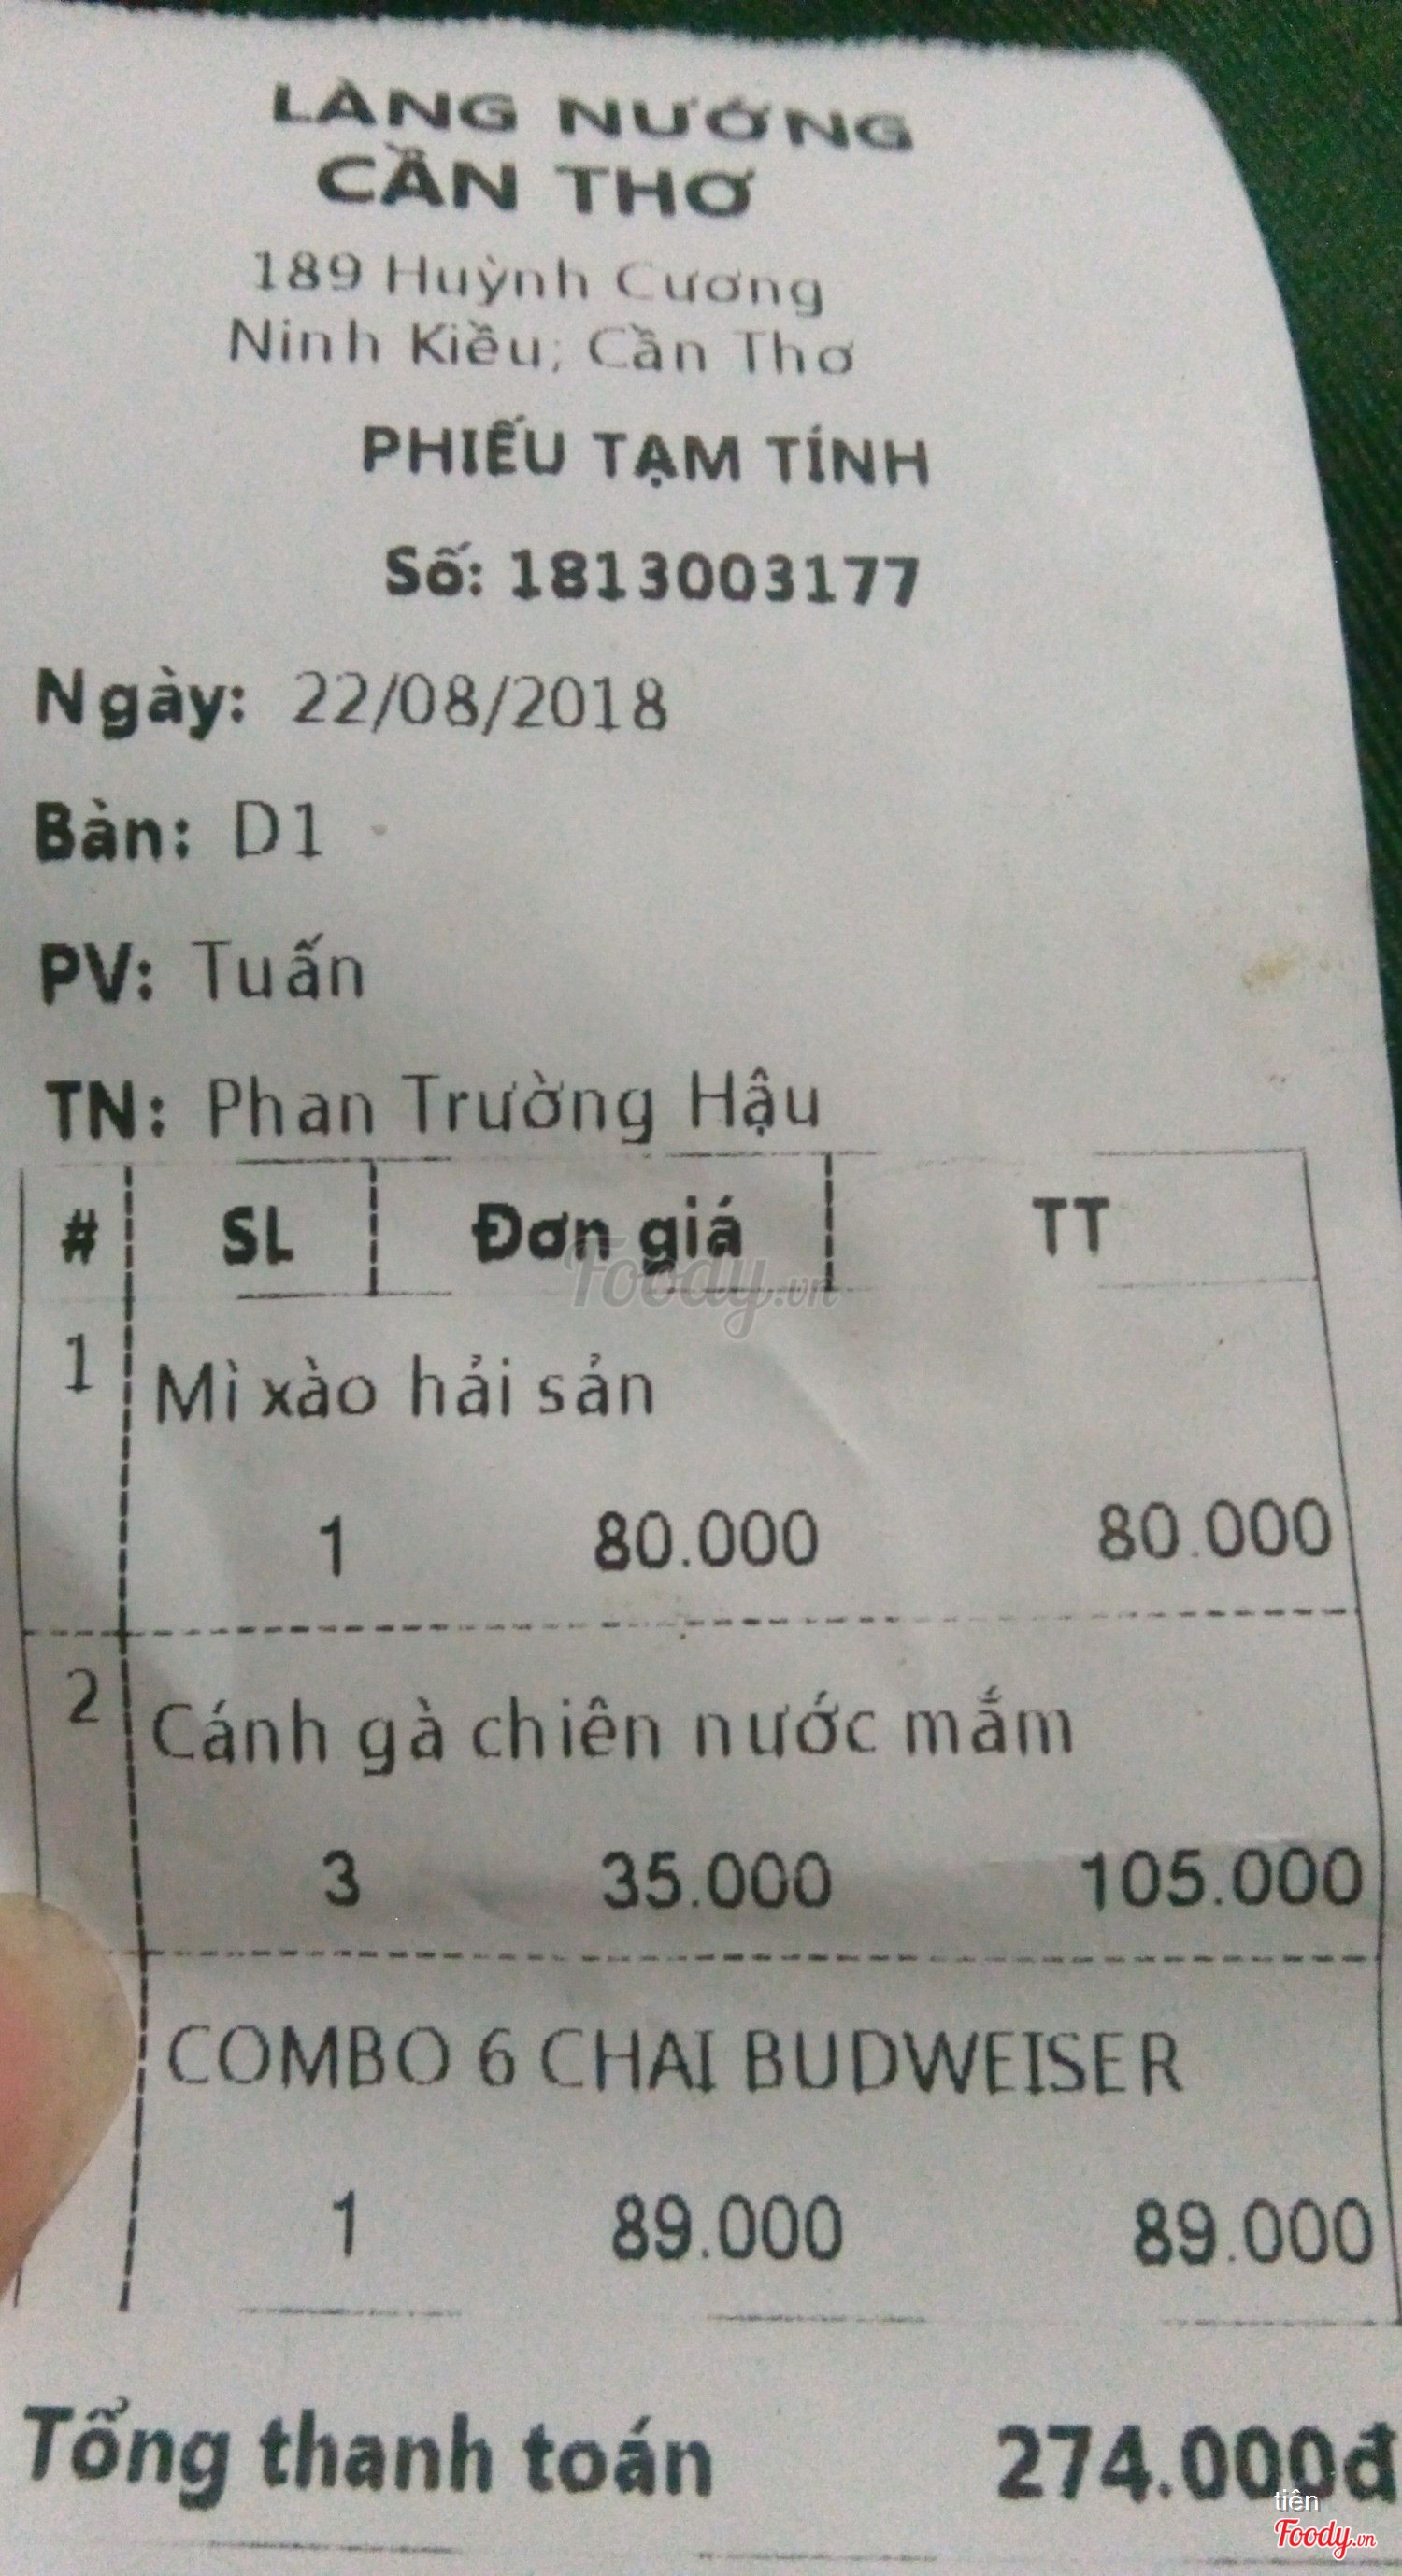 LÀNG NƯỚNG
CẦN THƠ
189 Huỳnh Cương
Ninh Kiều; Cần Thơ
PHIẾU TẠM TÍNH
Số: 1813003177
Ngày: 22/08/2018
Bàn: D1
PV: Tuấn
TN: Phan Trường Hậu
# SL Đơn giá TT
Foody.vn
1 Mì xào hải sản
1 80.000 80.000
2 Cánh gà chiên nước mắm
3 35.000 105.000
COMBO 6 CHAI BUDWEISER
1 89.000 89.000
Tổng thanh toán 274.000đ
tiên
Foody.vn